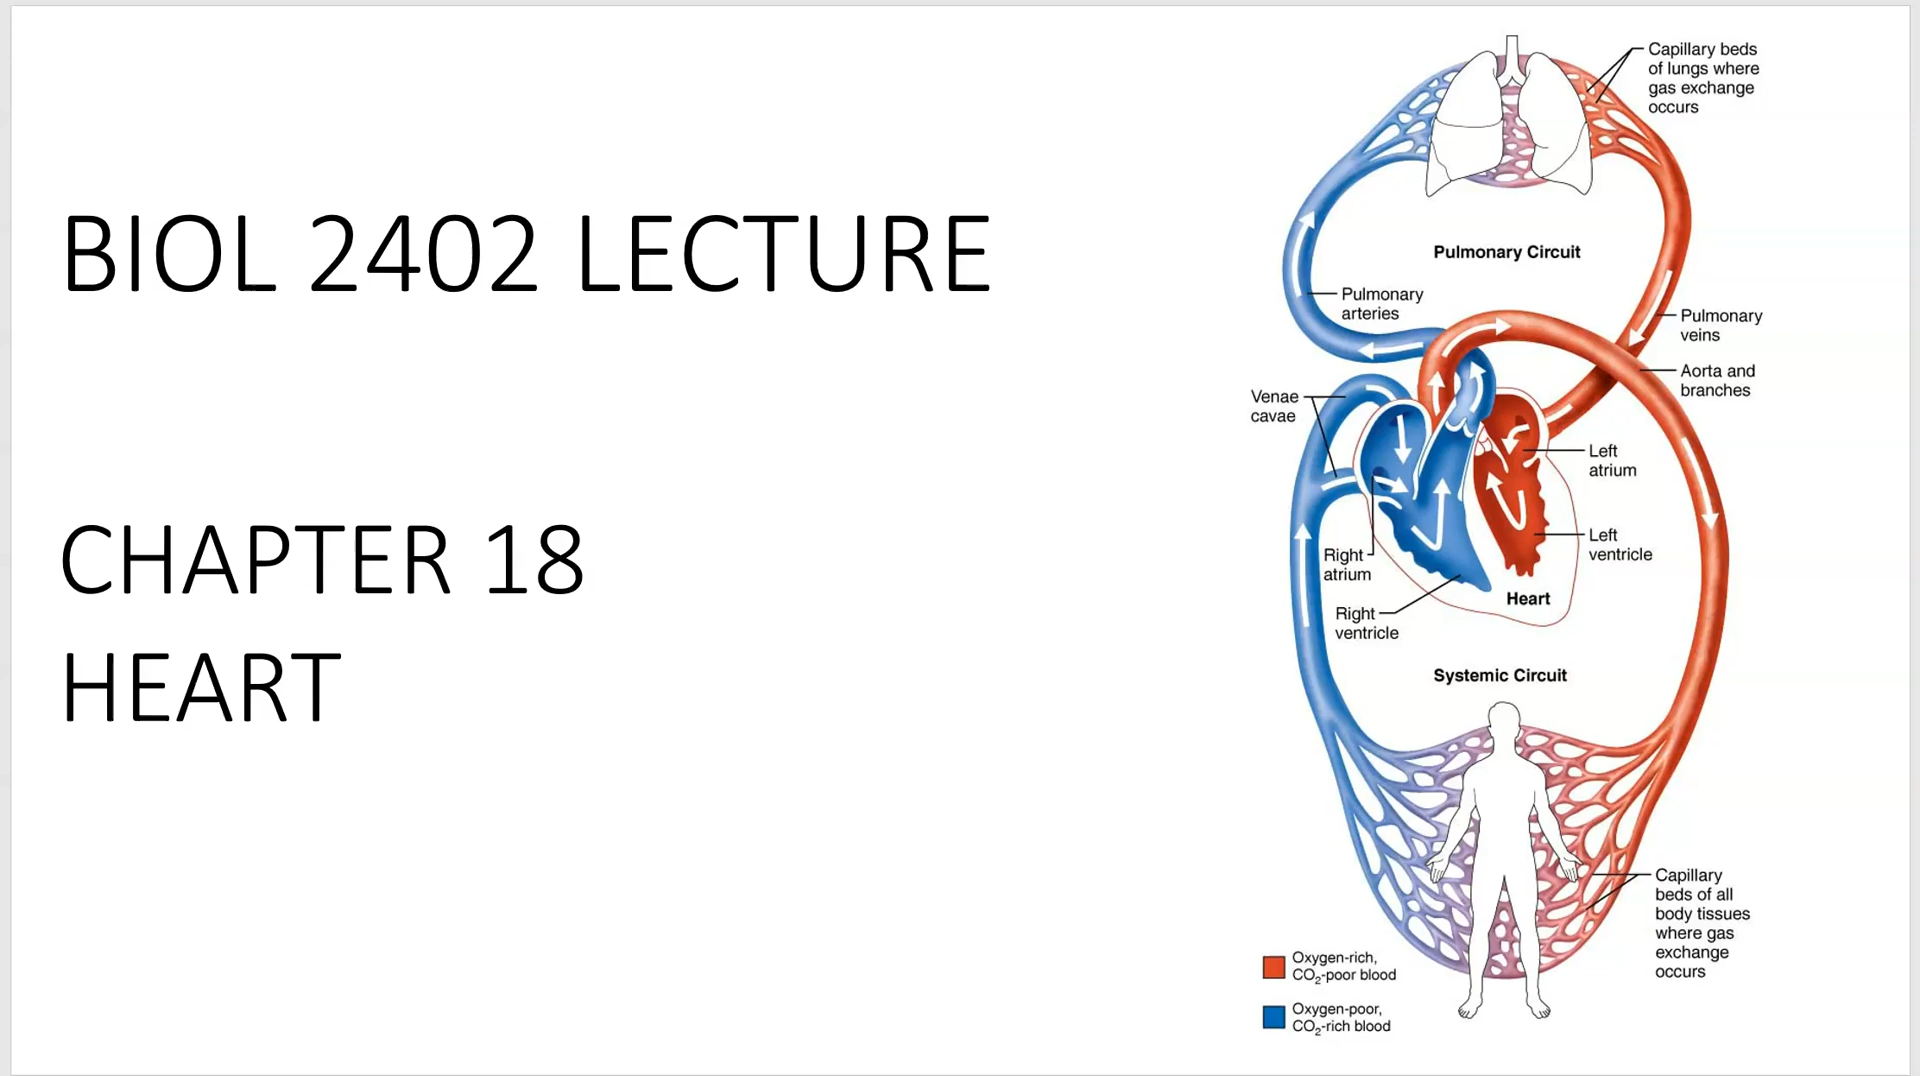 BIOL 2402 LECTURE
CHAPTER 18
HEART
Capillary beds
of lungs where
gas exchange
occurs
Pulmonary Circuit
Pulmonary
arteries
Pulmonary
veins
Aorta and
branches
Venae
cavae
Left
atrium
Left
ventricle
Right
atrium
Heart
Right
ventricle
Systemic Circuit
Capillary
beds of all
body tissues
where gas
exchange
occurs
Oxygen-rich,
CO₂-poor blood
Oxygen-poor,
CO₂-rich blood